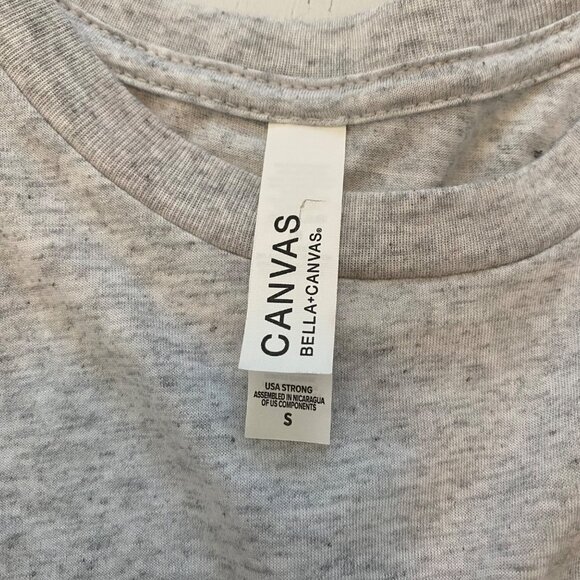 CANVAS
BELLA+CANVAS®
USA STRONG
ASSEMBLED IN NICARAGUA
OF US COMPONENTS
S